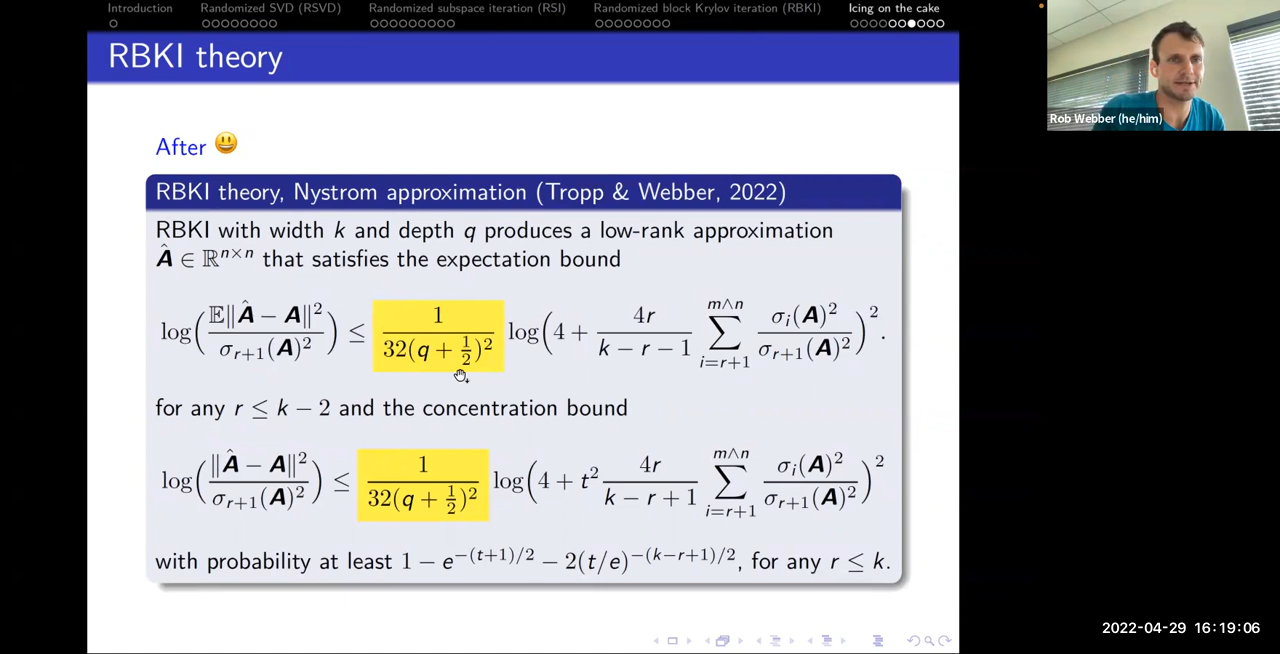 Introduction Randomized SVD (RSVD) Randomized subspace iteration (RSI) Randomized block Krylov iteration (RBKI) Icing on the cake
RBKI theory
Rob Webber (he/him)
After 😃
RBKI theory, Nystrom approximation (Tropp & Webber, 2022)
RBKI with width k and depth q produces a low-rank approximation
Â ∈ ℝ^{n×n} that satisfies the expectation bound
log(𝔼‖Â − A‖² / σ_{r+1}(A)²) ≤ 1 / 32(q + ½)² log(4 + 4r / (k − r − 1) ∑_{i=r+1}^{m∧n} σ_i(A)² / σ_{r+1}(A)²)².
for any r ≤ k − 2 and the concentration bound
log(‖Â − A‖² / σ_{r+1}(A)²) ≤ 1 / 32(q + ½)² log(4 + t² 4r / (k − r + 1) ∑_{i=r+1}^{m∧n} σ_i(A)² / σ_{r+1}(A)²)²
with probability at least 1 − e^{−(t+1)/2} − 2(t/e)^{−(k−r+1)/2}, for any r ≤ k.
2022-04-29 16:19:06